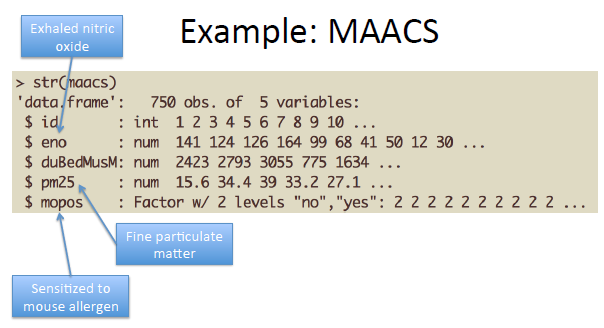 Exhaled nitric
oxide
Example: MAACS
> str(maacs)
'data.frame':   750 obs. of  5 variables:
 $ id       : int  1 2 3 4 5 6 7 8 9 10 ...
 $ eno      : num  141 124 126 164 99 68 41 50 12 30 ...
 $ duBedMusM: num  2423 2793 3055 775 1634 ...
 $ pm25     : num  15.6 34.4 39 33.2 27.1 ...
 $ mopos    : Factor w/ 2 levels "no","yes": 2 2 2 2 2 2 2 2 2 2 ...
Fine particulate
matter
Sensitized to
mouse allergen